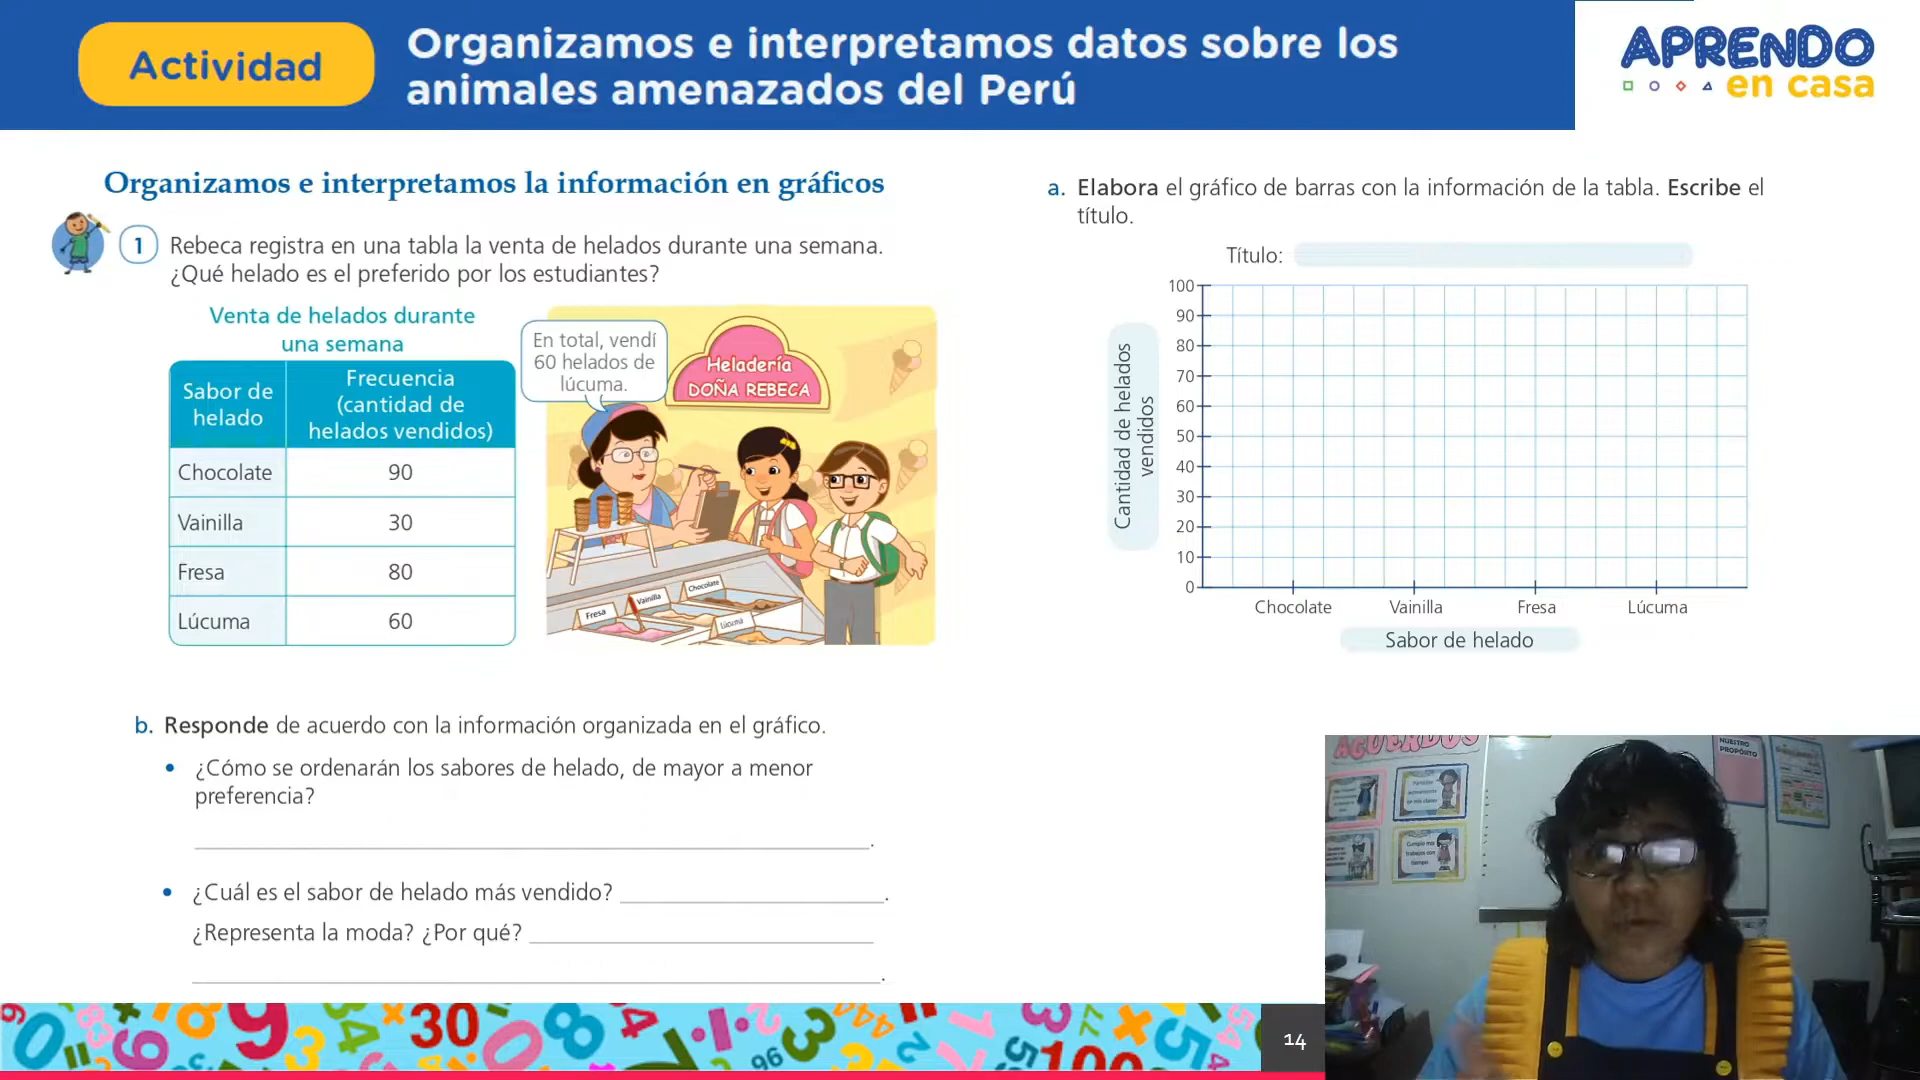 Actividad
Organizamos e interpretamos datos sobre los
animales amenazados del Perú
APRENDO
en casa
Organizamos e interpretamos la información en gráficos
1
Rebeca registra en una tabla la venta de helados durante una semana.
¿Qué helado es el preferido por los estudiantes?
Venta de helados durante
una semana
Sabor de
helado
Frecuencia
(cantidad de
helados vendidos)
Chocolate 90
Vainilla 30
Fresa 80
Lúcuma 60
En total, vendí
60 helados de
lúcuma.
Heladería
DOÑA REBECA
Fresa
Vainilla
Chocolate
Lúcuma
a. Elabora el gráfico de barras con la información de la tabla. Escribe el
título.
Título:
Cantidad de helados
vendidos
100
90
80
70
60
50
40
30
20
10
0
Chocolate Vainilla Fresa Lúcuma
Sabor de helado
b. Responde de acuerdo con la información organizada en el gráfico.
• ¿Cómo se ordenarán los sabores de helado, de mayor a menor
preferencia?
• ¿Cuál es el sabor de helado más vendido?
¿Representa la moda? ¿Por qué?
14
ACUERDOS
NUESTRO
PROPÓSITO